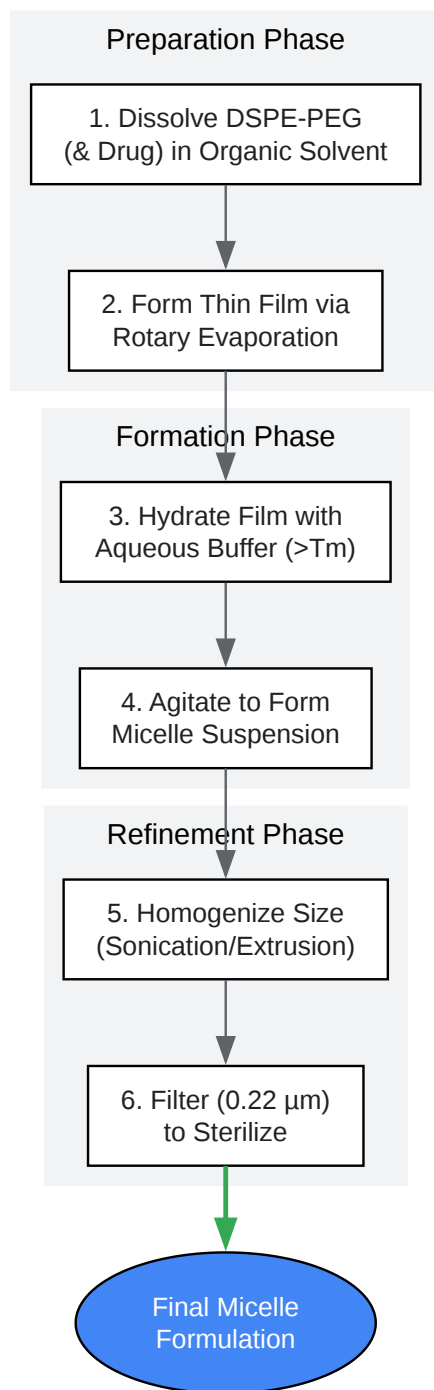 Preparation Phase
1. Dissolve DSPE-PEG
(& Drug) in Organic Solvent
2. Form Thin Film via
Rotary Evaporation
Formation Phase
3. Hydrate Film with
Aqueous Buffer (>Tm)
4. Agitate to Form
Micelle Suspension
Refinement Phase
5. Homogenize Size
(Sonication/Extrusion)
6. Filter (0.22 µm)
to Sterilize
Final Micelle
Formulation